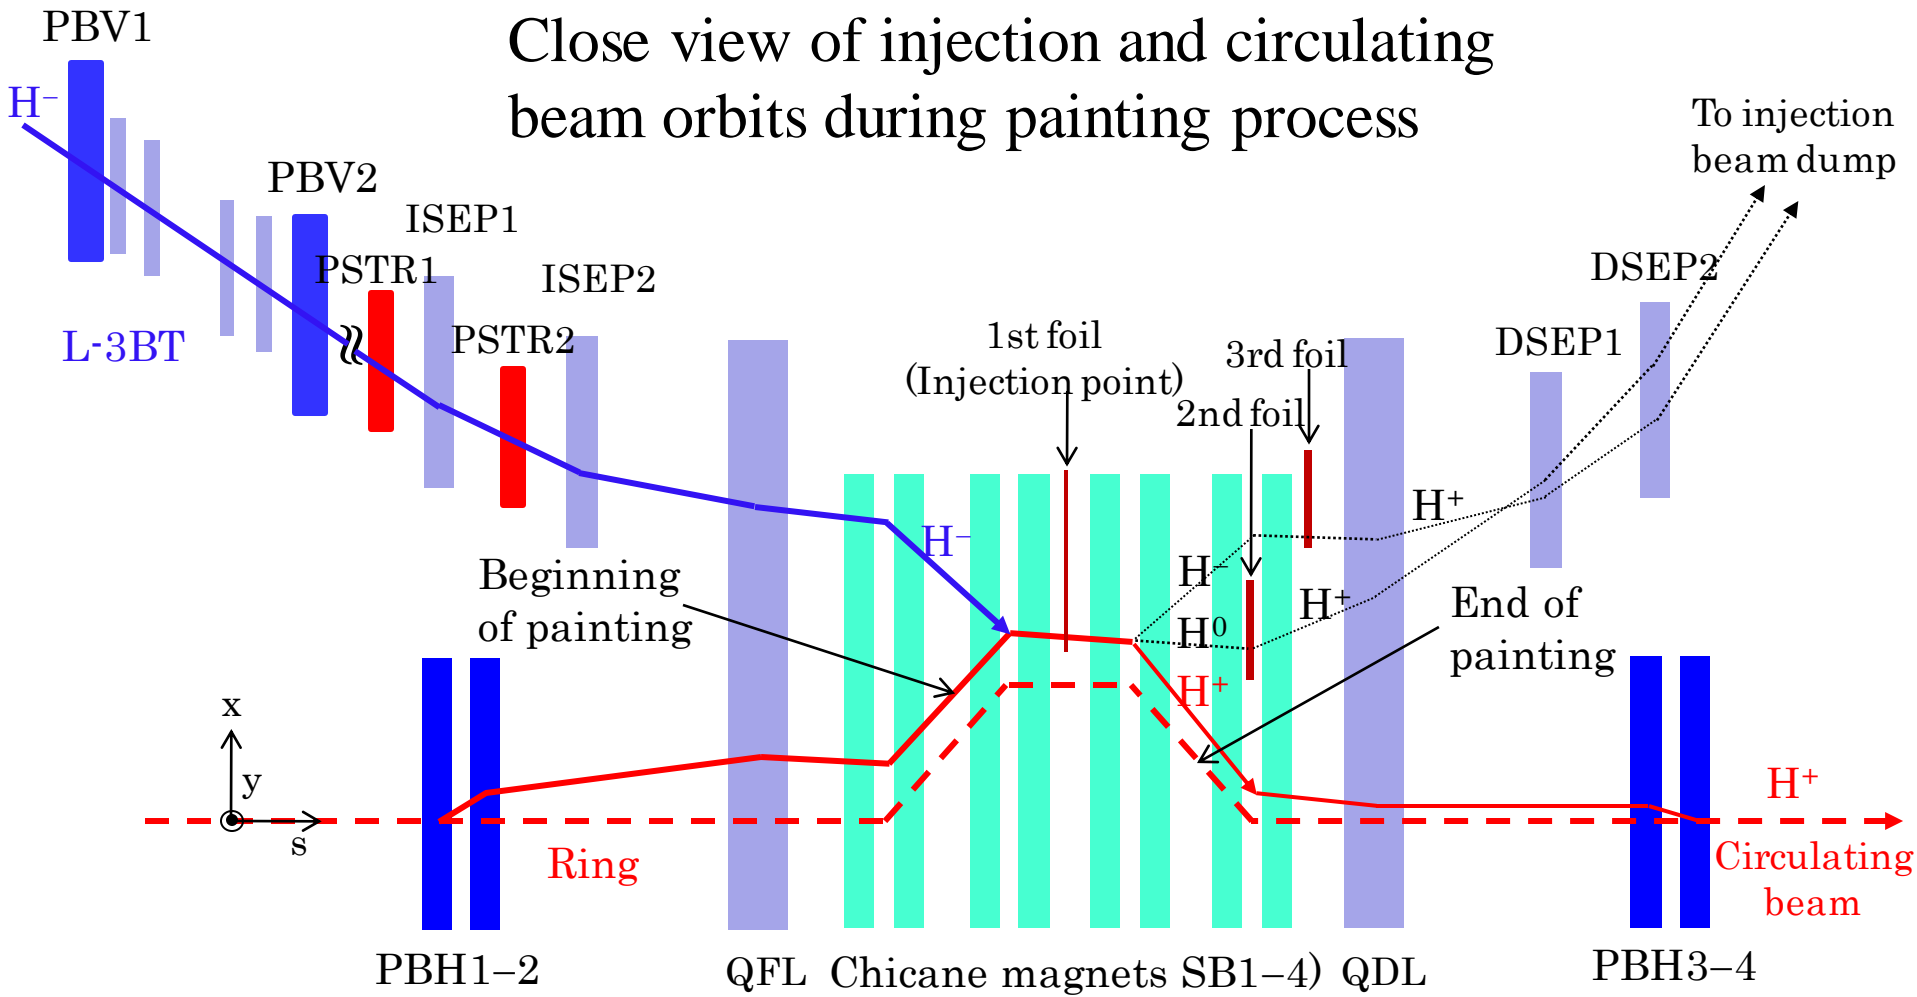 Close view of injection and circulating
beam orbits during painting process
PBV1
H⁻
PBV2
ISEP1
PSTR1
ISEP2
PSTR2
L-3BT
To injection
beam dump
DSEP2
DSEP1
1st foil
(Injection point)
3rd foil
2nd foil
H⁻
H⁺
H⁻
H⁺
H⁰
H⁺
Beginning
of painting
End of
painting
x
y
s
Ring
H⁺
Circulating
beam
PBH1–2
QFL
Chicane magnets SB1–4)
QDL
PBH3–4